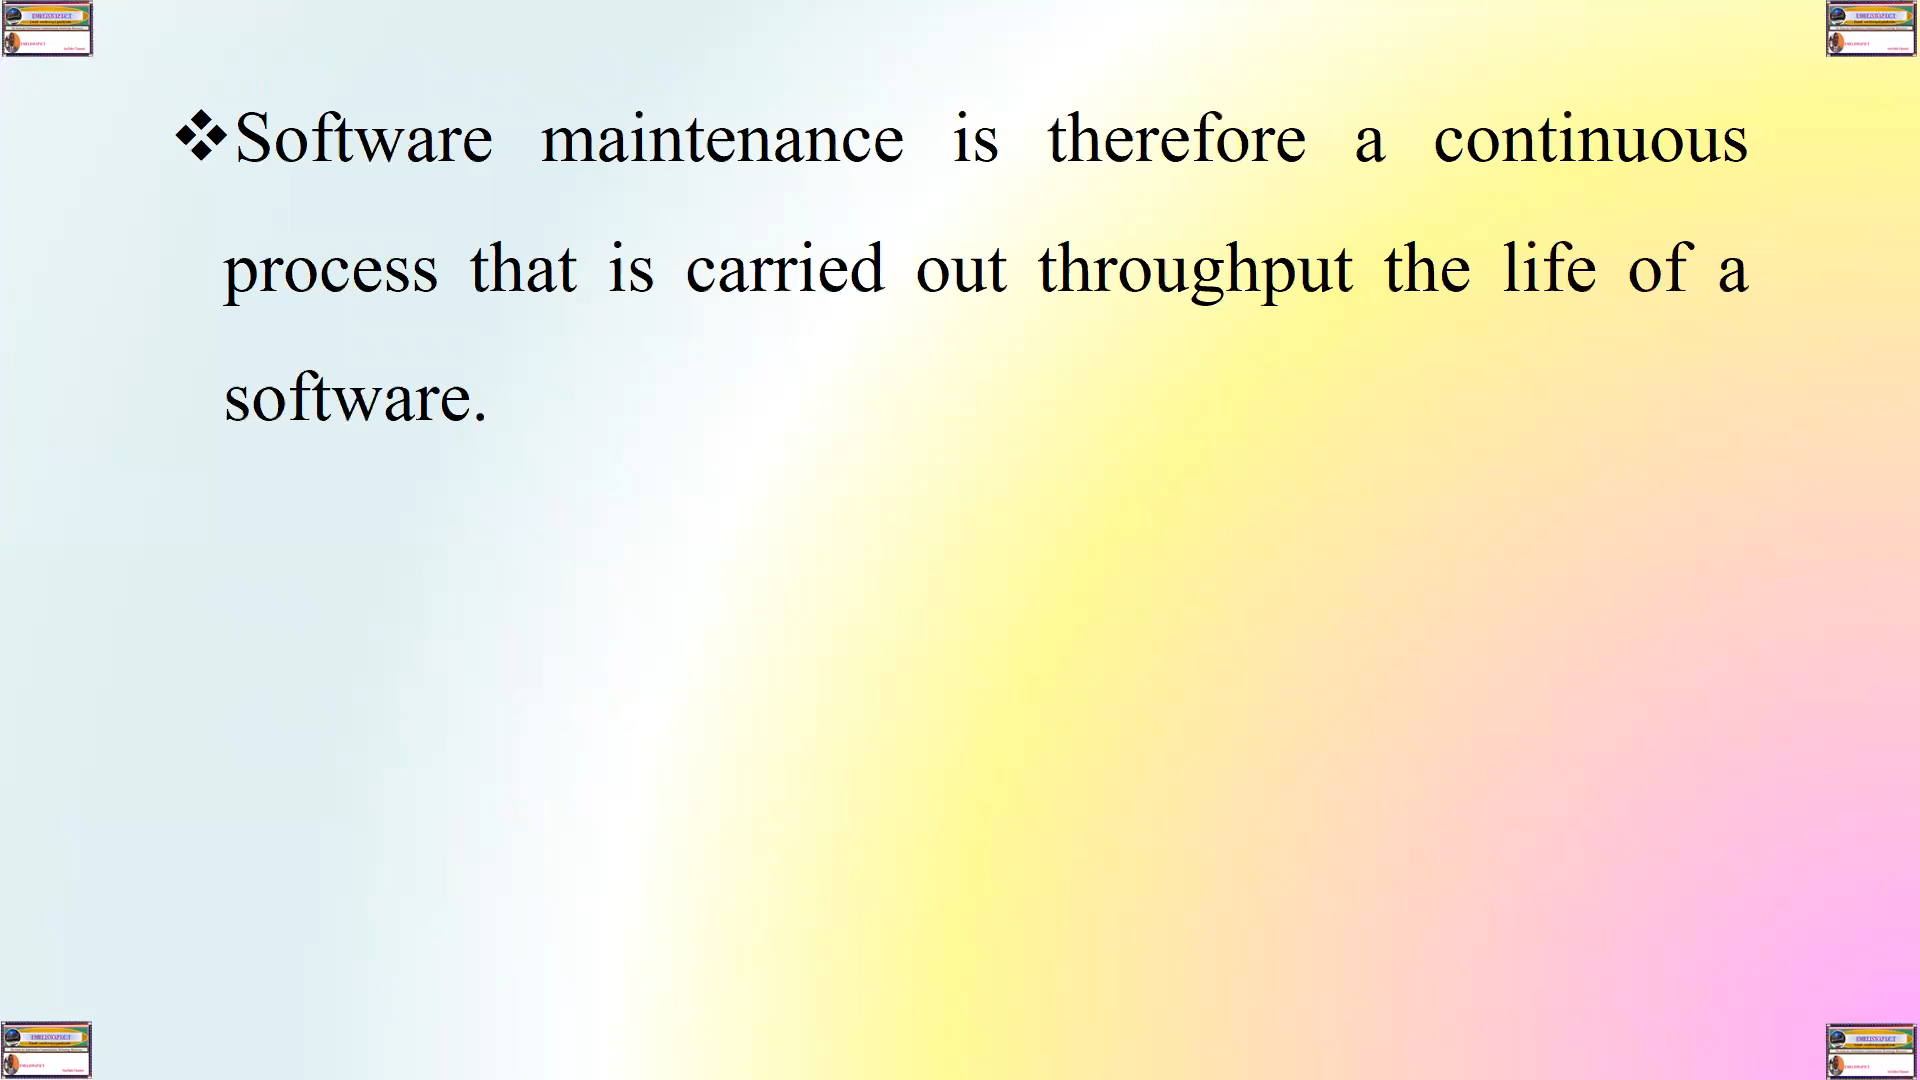 ❖Software maintenance is therefore a continuous
process that is carried out throughput the life of a
software.